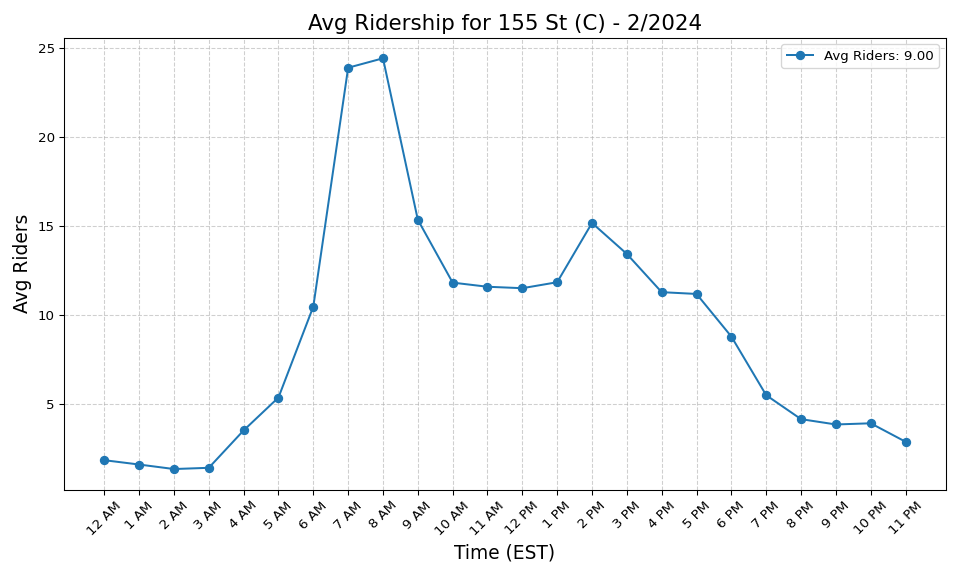 Avg Ridership for 155 St (C) - 2/2024
Avg Riders: 9.00
Avg Riders
25
20
15
10
5
12 AM
1 AM
2 AM
3 AM
4 AM
5 AM
6 AM
7 AM
8 AM
9 AM
10 AM
11 AM
12 PM
1 PM
2 PM
3 PM
4 PM
5 PM
6 PM
7 PM
8 PM
9 PM
10 PM
11 PM
Time (EST)